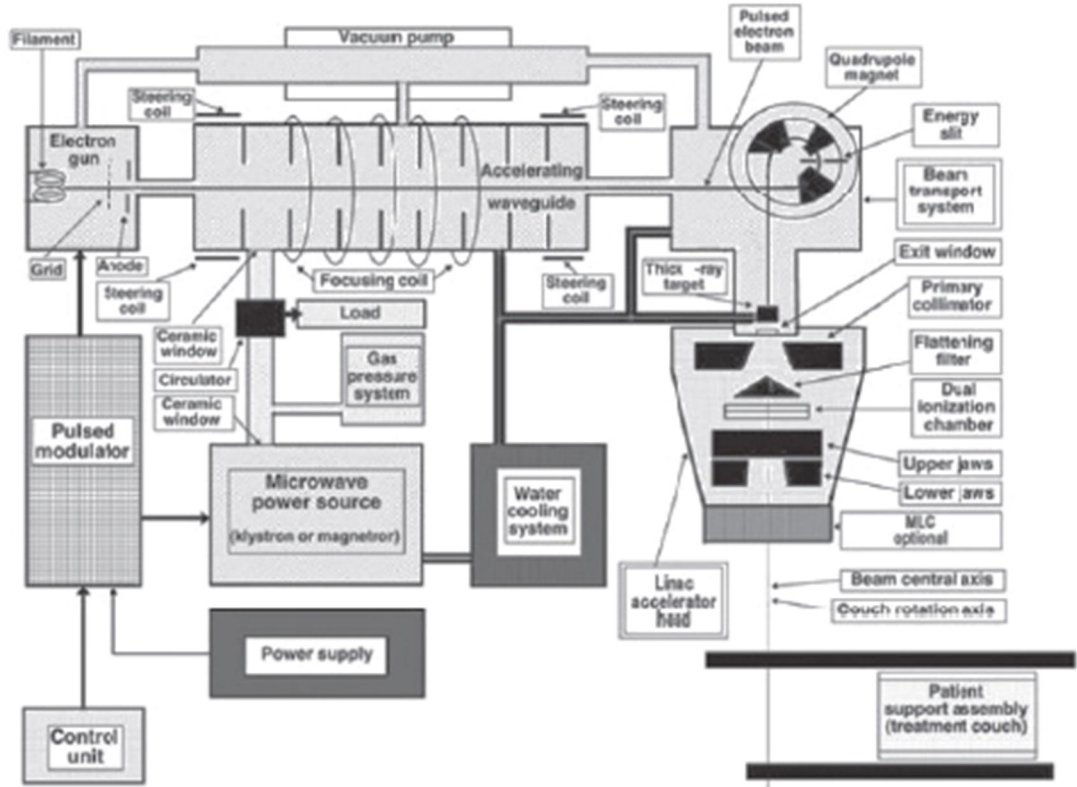 Filament
Vacuum pump
Pulsed
electron
beam
Quadrupole
magnet
Steering
coil
Steering
coil
Energy
slit
Electron
gun
Accelerating
waveguide
Beam
transport
system
Grid
Anode
Steering
coil
Focusing coil
Steering
coil
Thicx -ray
target
Exit window
Primary
collimator
Load
Ceramic
window
Circulator
Ceramic
window
Gas
pressure
system
Flattening
filter
Dual
ionization
chamber
Pulsed
modulator
Upper jaws
Lower jaws
Microwave
power source
(klystron or magnetror)
Water
cooling
system
MLC
optional
Linac
accelerator
head
Beam central axis
Couch rotation axis
Power supply
Control
unit
Patient
support assembly
(treatment couch)